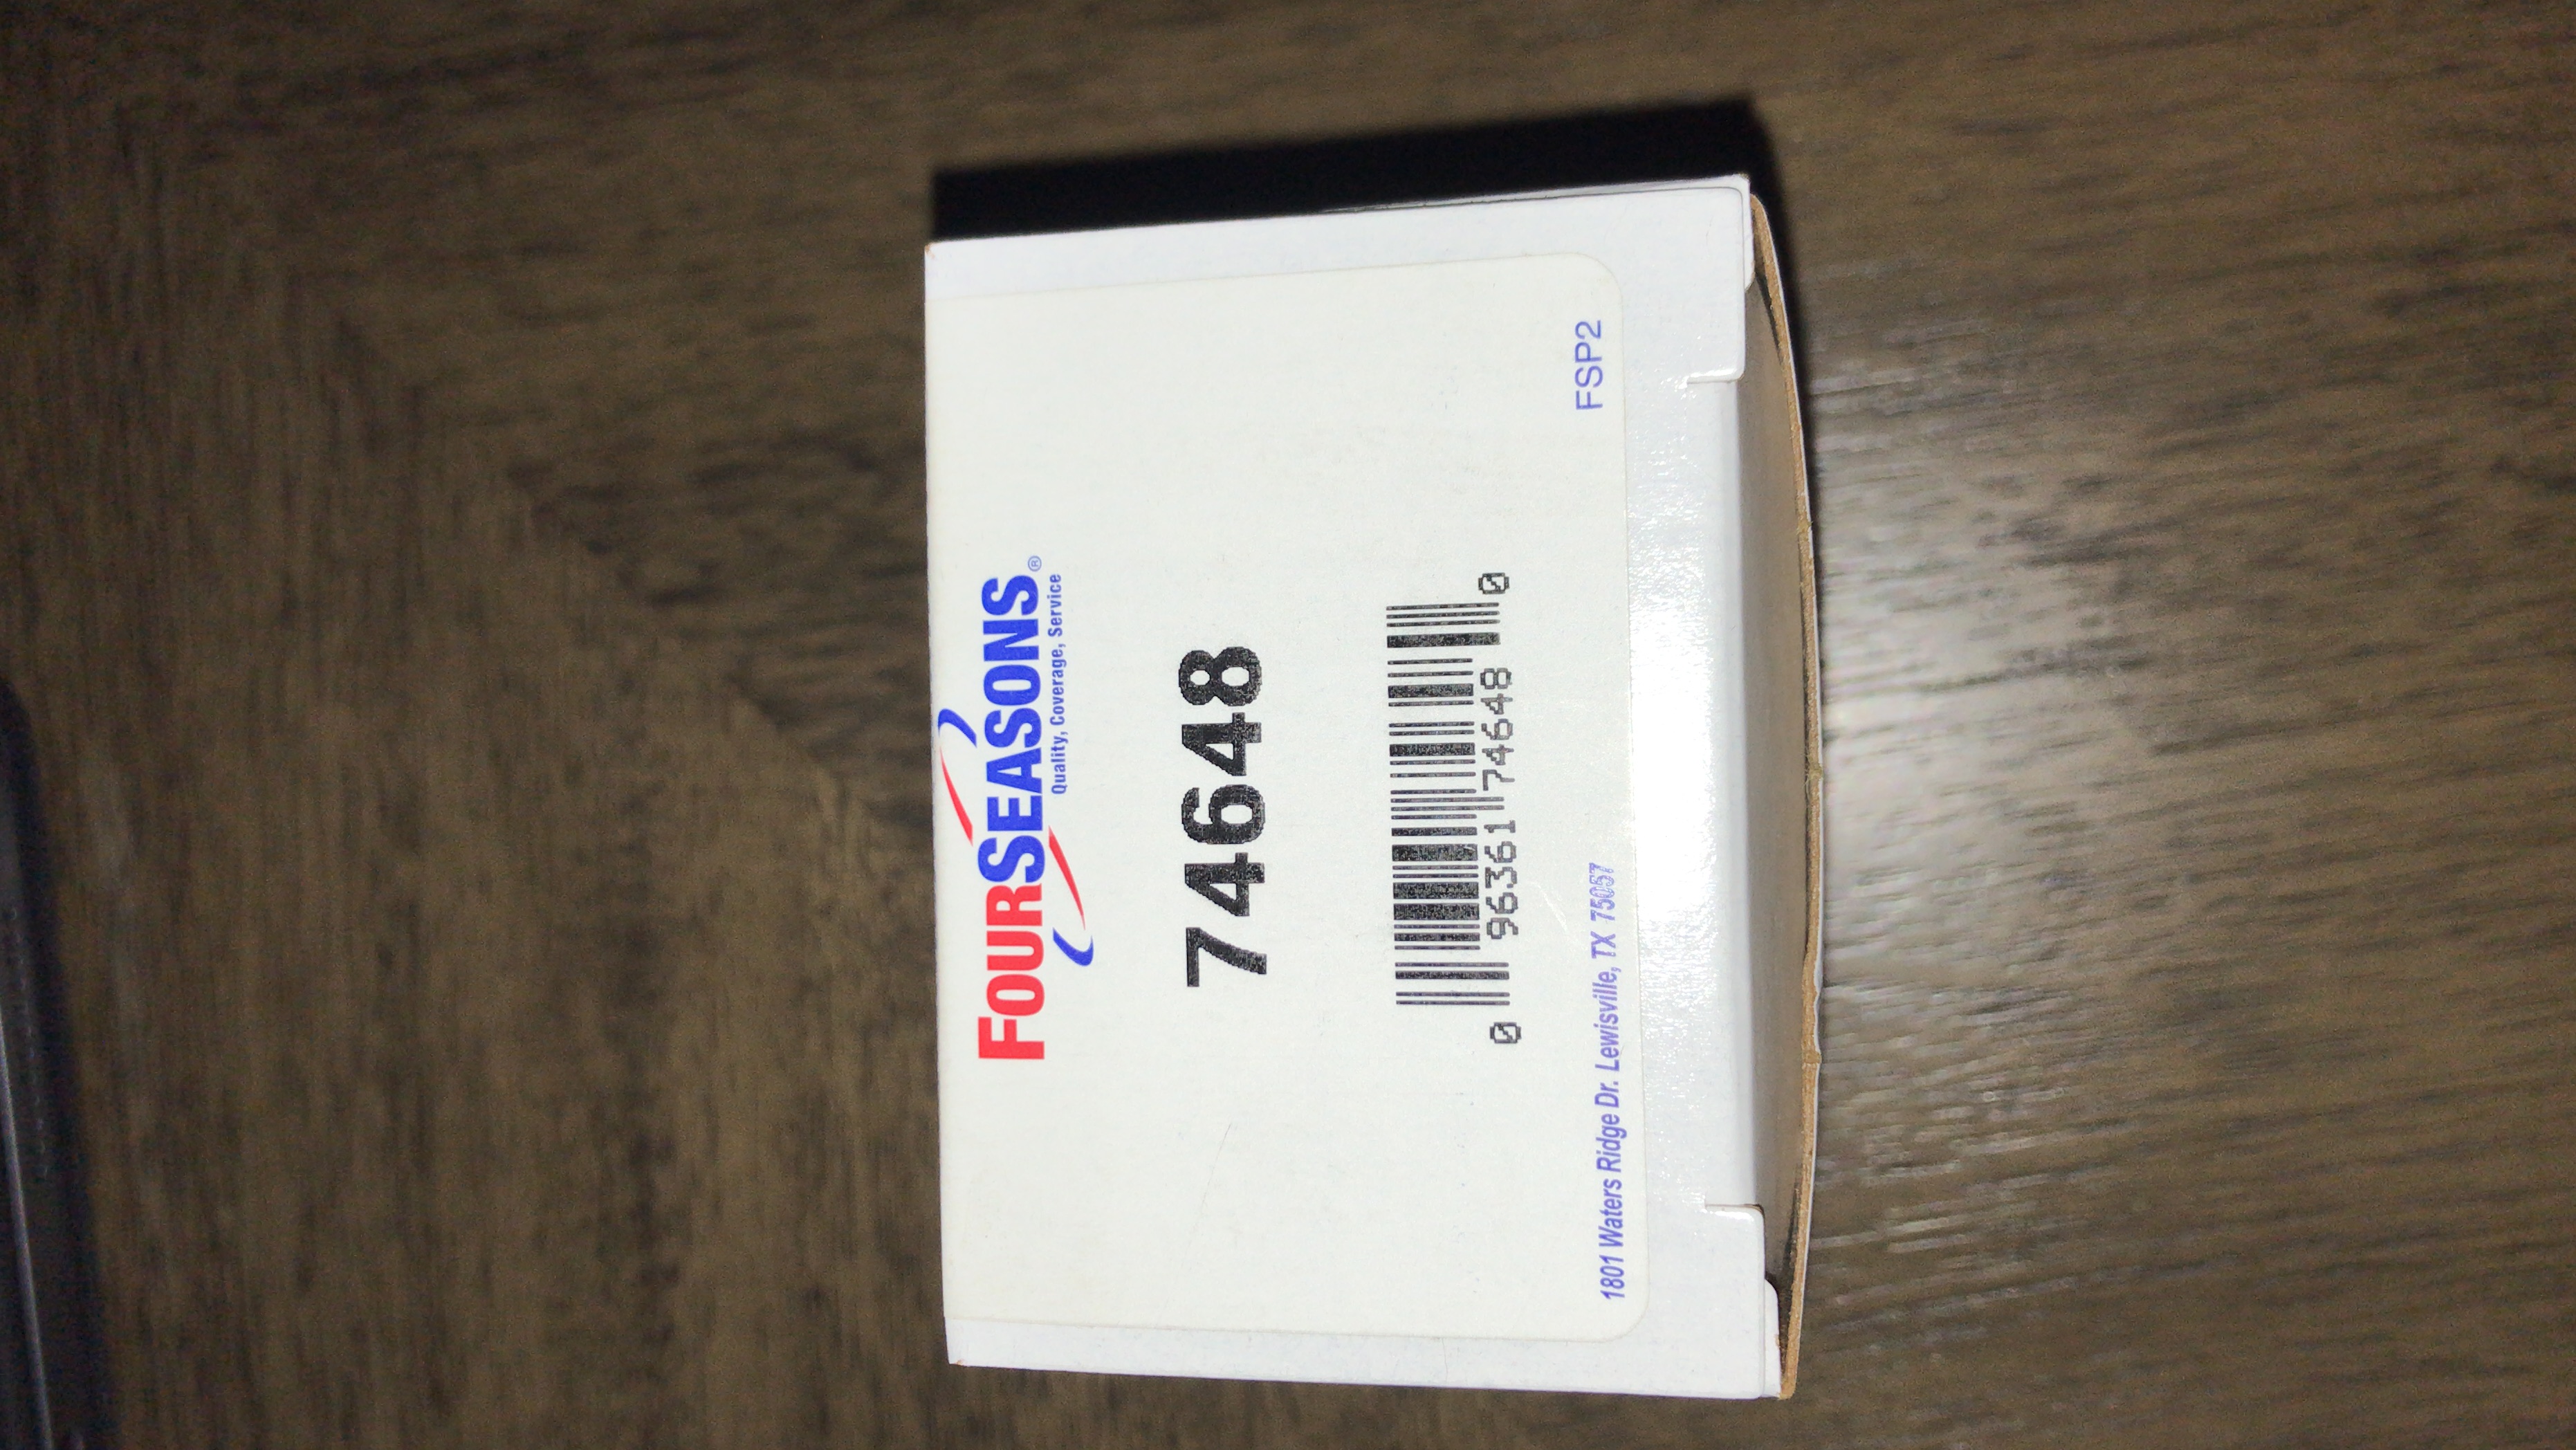 FOURSEASONS®
Quality, Coverage, Service
74648
0 96361 74648 0
1801 Waters Ridge Dr. Lewisville, TX 75057
FSP2